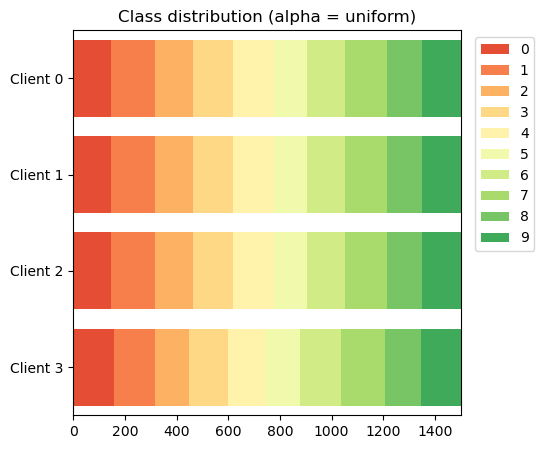 Class distribution (alpha = uniform)
Client 0
Client 1
Client 2
Client 3
0 200 400 600 800 1000 1200 1400
0
1
2
3
4
5
6
7
8
9